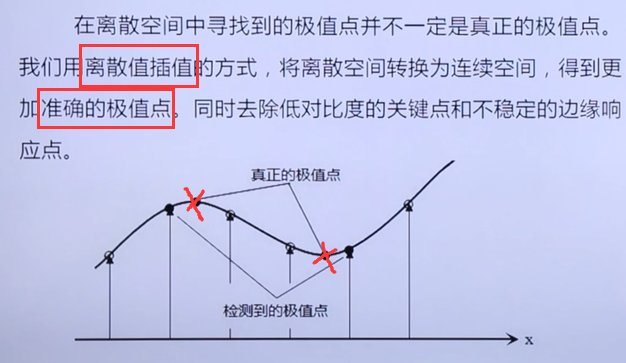 在离散空间中寻找到的极值点并不一定是真正的极值点。
我们用离散值插值的方式，将离散空间转换为连续空间，得到更
加准确的极值点。同时去除低对比度的关键点和不稳定的边缘响
应点。
真正的极值点
检测到的极值点
x